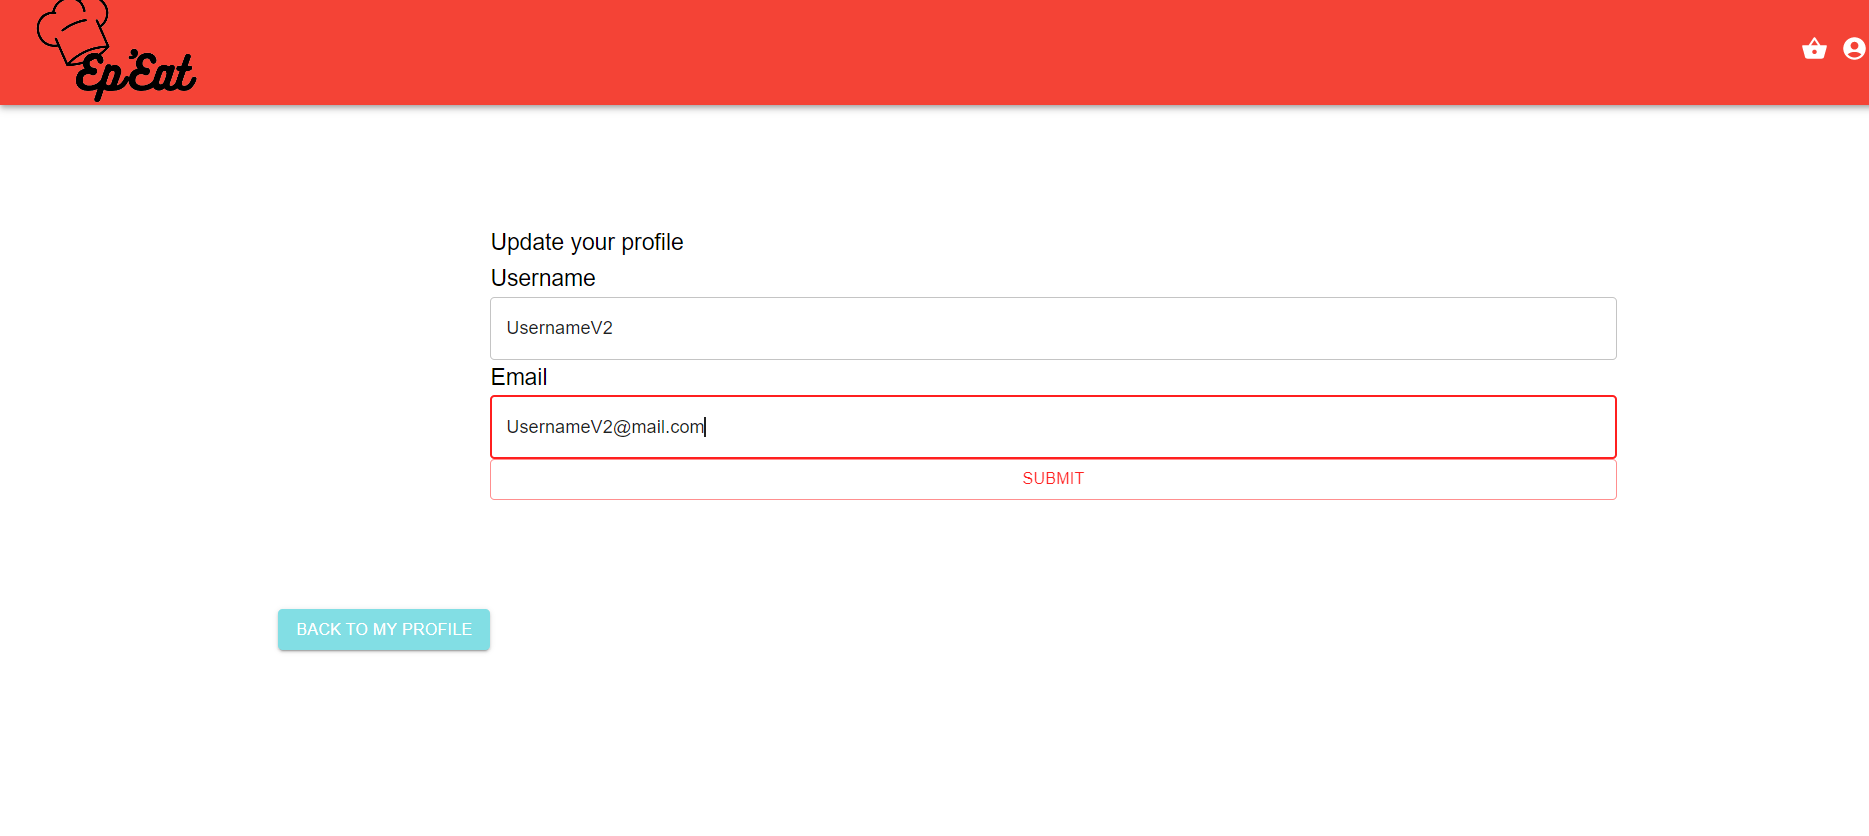 Ep'Eat
Update your profile
Username
UsernameV2
Email
UsernameV2@mail.com
SUBMIT
BACK TO MY PROFILE